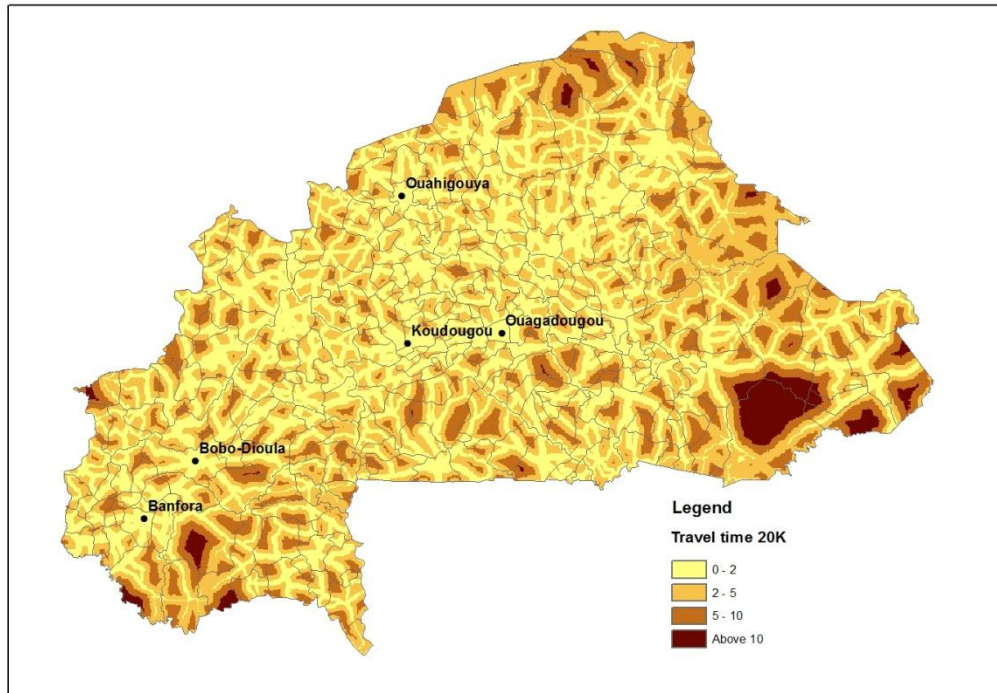 Ouahigouya
Ouagadougou
Koudougou
Bobo-Dioula
Banfora
Legend
Travel time 20K
0 - 2
2 - 5
5 - 10
Above 10